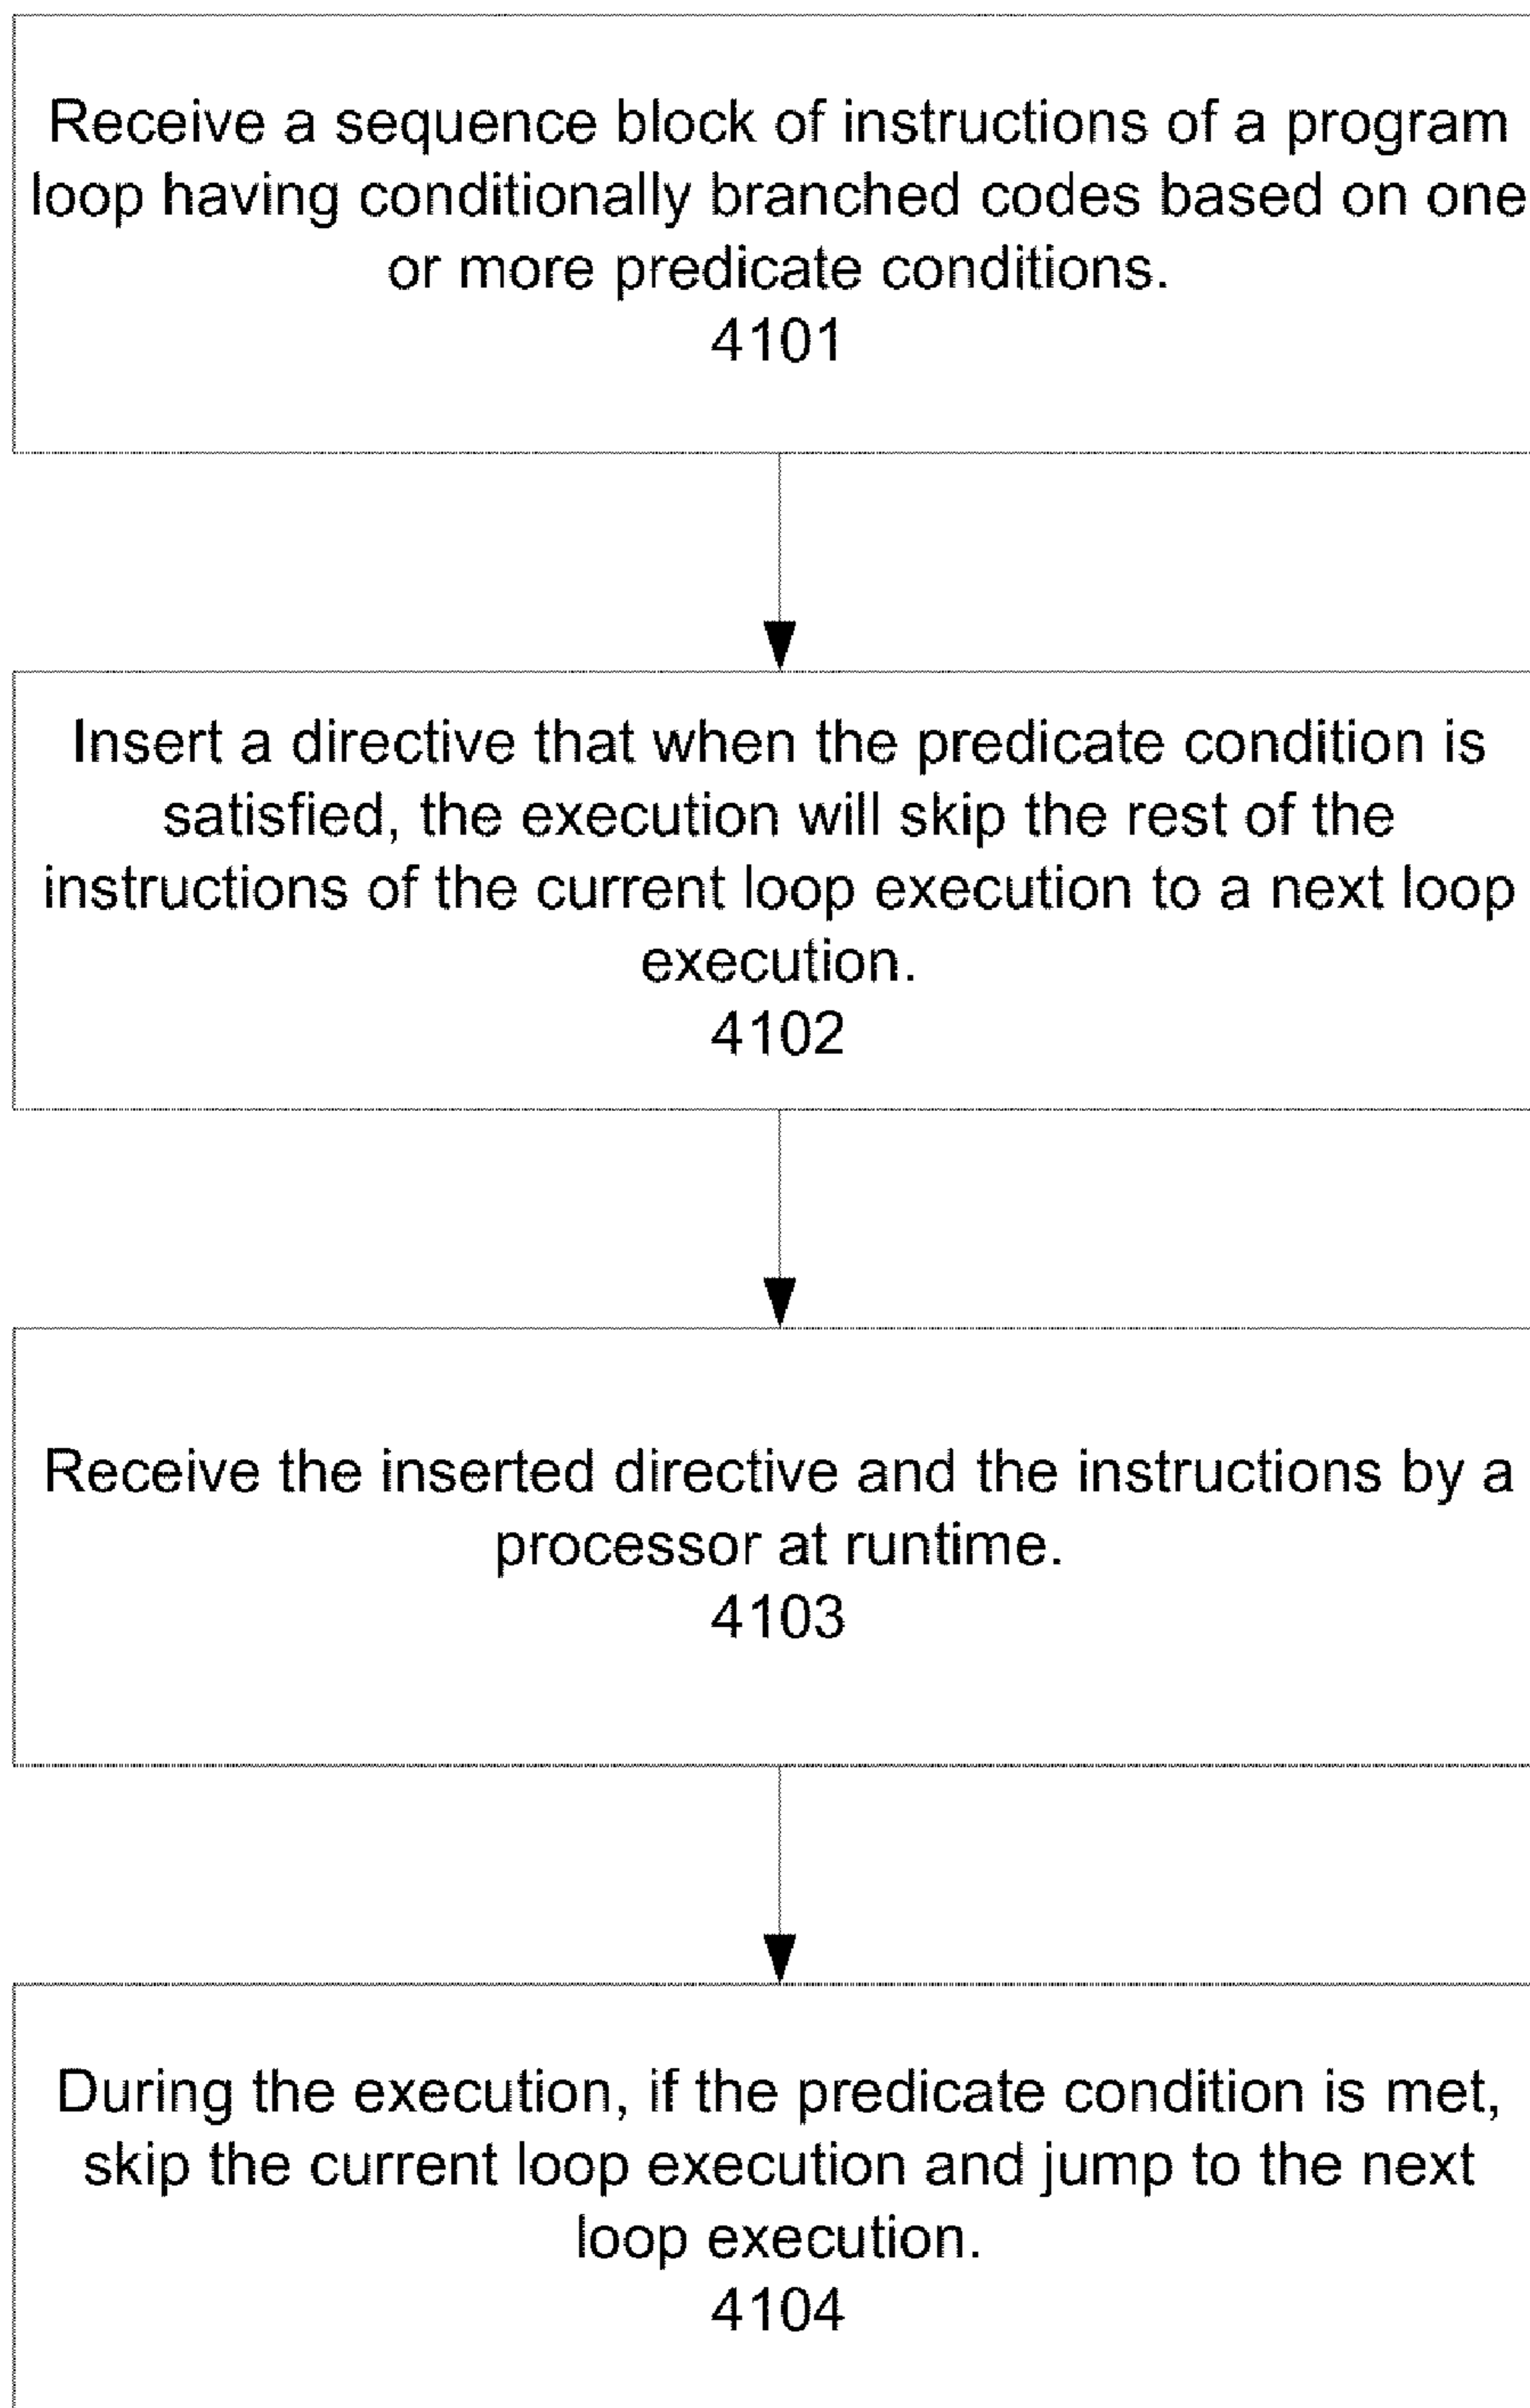 Receive a sequence block of instructions of a program
loop having conditionally branched codes based on one
or more predicate conditions.
4101
Insert a directive that when the predicate condition is
satisfied, the execution will skip the rest of the
instructions of the current loop execution to a next loop
execution.
4102
Receive the inserted directive and the instructions by a
processor at runtime.
4103
During the execution, if the predicate condition is met,
skip the current loop execution and jump to the next
loop execution.
4104